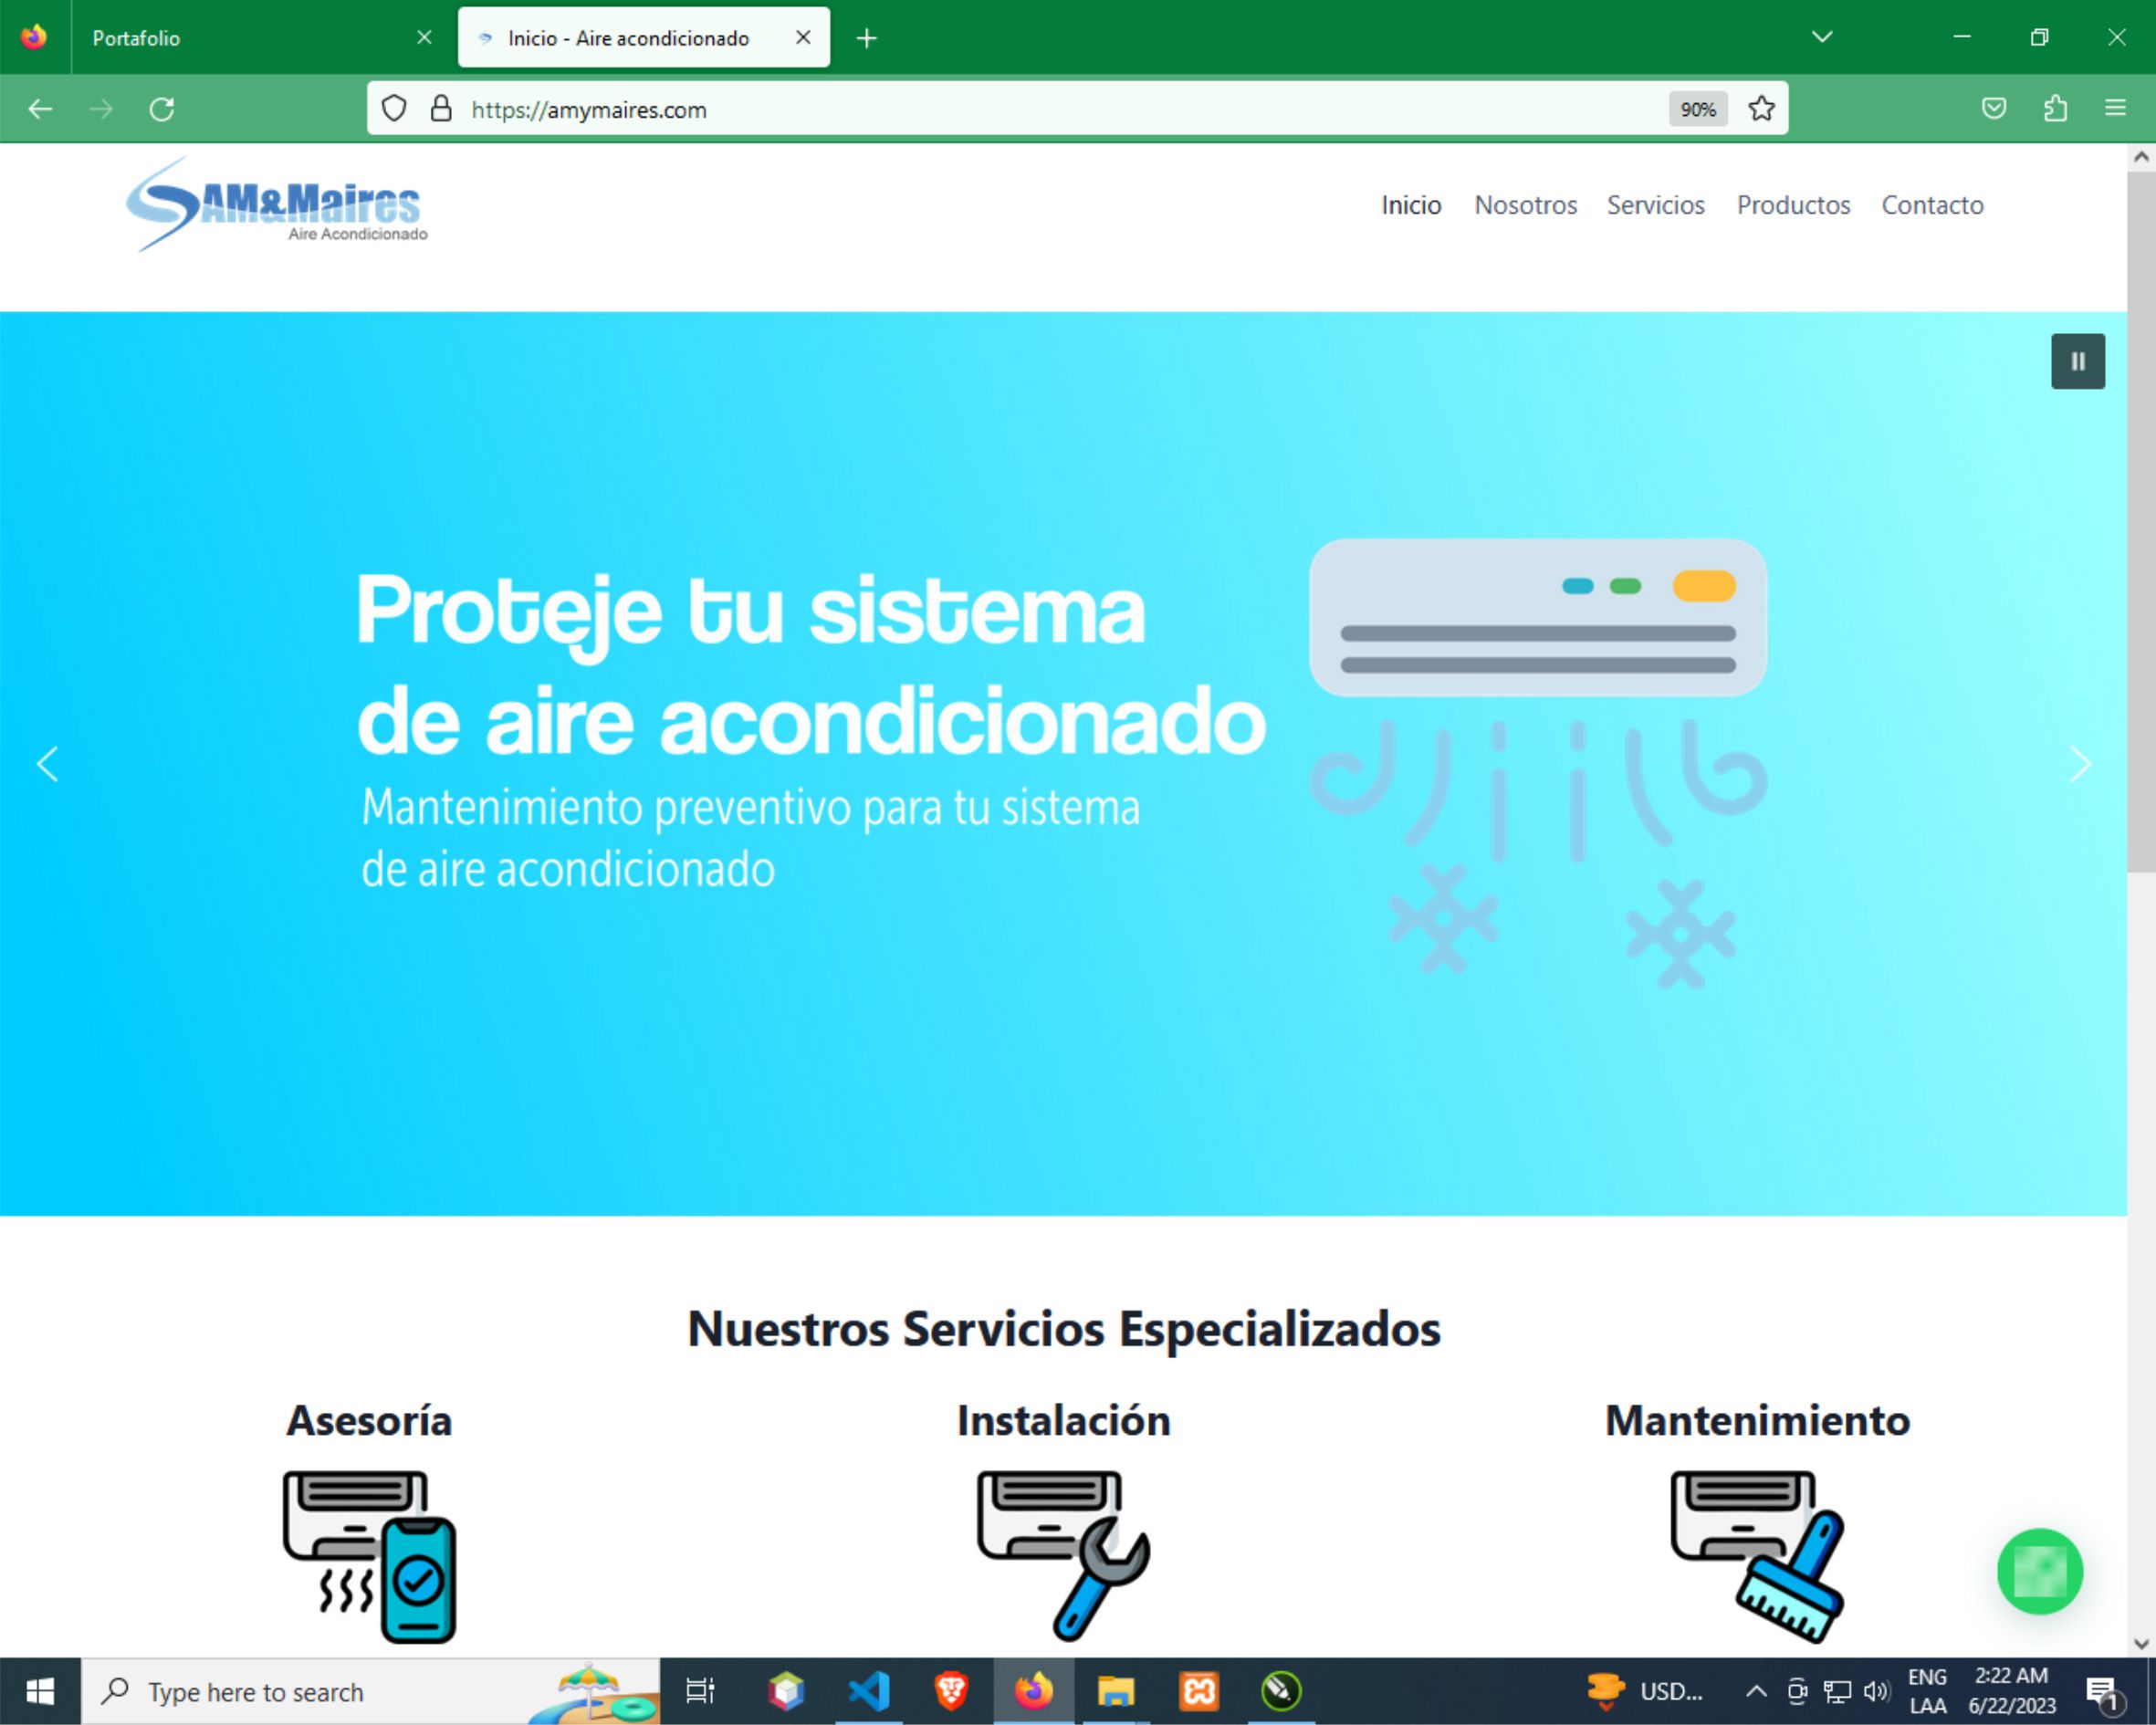 Portafolio
Inicio - Aire acondicionado
https://amymaires.com
90%
AM&Maires
Aire Acondicionado
Inicio Nosotros Servicios Productos Contacto
Proteje tu sistema
de aire acondicionado
Mantenimiento preventivo para tu sistema
de aire acondicionado
Nuestros Servicios Especializados
Asesoría Instalación Mantenimiento
Type here to search
USD...
ENG
LAA
2:22 AM
6/22/2023
1